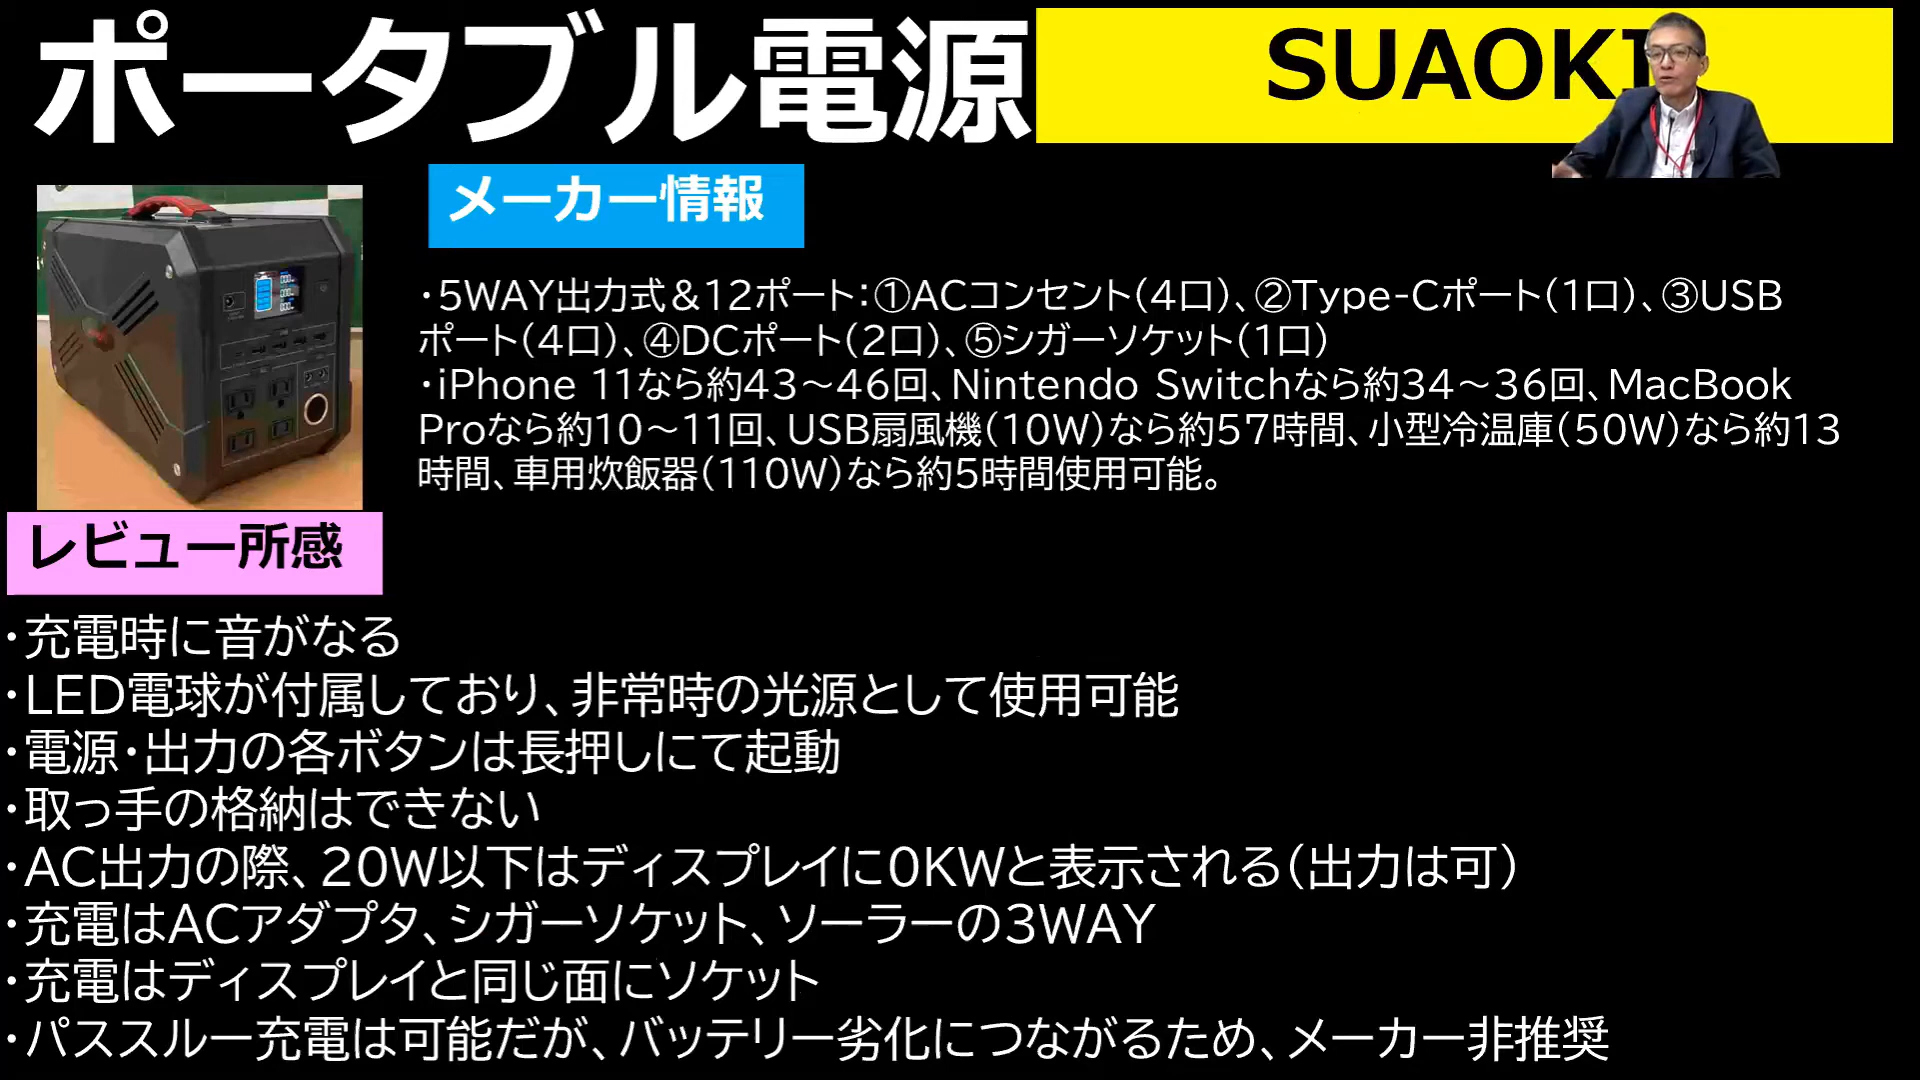 ポータブル電源
SUAOKI
メーカー情報
・5WAY出力式＆12ポート：①ACコンセント（4口）、②Type-Cポート（1口）、③USB
ポート（4口）、④DCポート（2口）、⑤シガーソケット（1口）
・iPhone 11なら約43～46回、Nintendo Switchなら約34～36回、MacBook
Proなら約10～11回、USB扇風機（10W）なら約57時間、小型冷温庫（50W）なら約13
時間、車用炊飯器（110W）なら約5時間使用可能。
レビュー所感
・充電時に音がなる
・LED電球が付属しており、非常時の光源として使用可能
・電源・出力の各ボタンは長押しにて起動
・取っ手の格納はできない
・AC出力の際、20W以下はディスプレイに0KWと表示される（出力は可）
・充電はACアダプタ、シガーソケット、ソーラーの3WAY
・充電はディスプレイと同じ面にソケット
・パススルー充電は可能だが、バッテリー劣化につながるため、メーカー非推奨